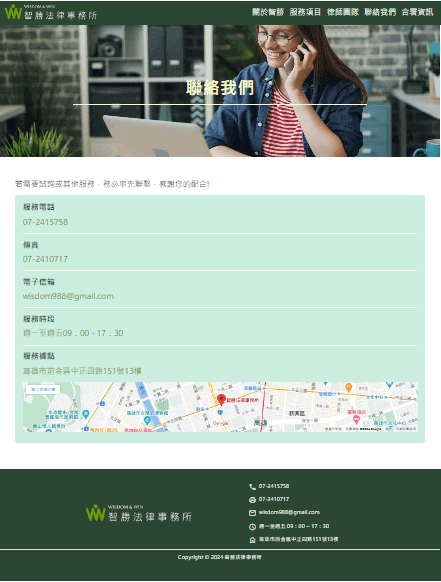 WISDOM & WIN
智勝法律事務所
關於智勝 服務項目 律師團隊 聯絡我們 合署資訊
聯絡我們
若需要諮詢或其他服務，務必事先聯繫，感謝您的配合!
服務電話
07-2415758
傳真
07-2410717
電子信箱
wisdom988@gmail.com
服務時段
週一至週五09：00 - 17：30
服務據點
高雄市前金區中正四路151號13樓
智勝法律事務所
新興區
高雄
Google
WISDOM & WIN
智勝法律事務所
07-2415758
07-2410717
wisdom988@gmail.com
週一至週五 09：00 ~ 17：30
高雄市前金區中正四路151號13樓
Copyright © 2024 智勝法律事務所